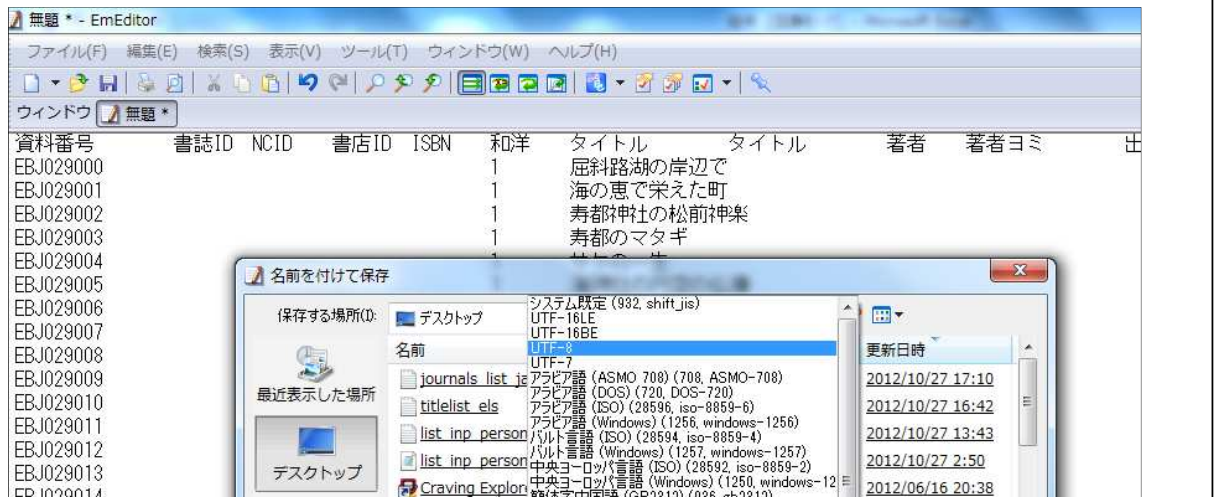 無題 * - EmEditor
ファイル(F) 編集(E) 検索(S) 表示(V) ツール(T) ウィンドウ(W) ヘルプ(H)
ウィンドウ 無題 *
資料番号 書誌ID NCID 書店ID ISBN 和洋 タイトル タイトル 著者 著者ヨミ 出
EBJ029000 1 屈斜路湖の岸辺で
EBJ029001 1 海の恵で栄えた町
EBJ029002 1 寿都神社の松前神楽
EBJ029003 1 寿都のマタギ
EBJ029004 1
EBJ029005
EBJ029006
EBJ029007
EBJ029008
EBJ029009
EBJ029010
EBJ029011
EBJ029012
EBJ029013
EBJ029014
名前を付けて保存
保存する場所(I): デスクトップ
最近表示した場所
デスクトップ
名前
journals_list_ja
titlelist_els
list_inp_person
list_inp_person
Craving Explor
システム既定 (932, shift_jis)
UTF-16LE
UTF-16BE
UTF-8
UTF-7
アラビア語 (ASMO 708) (708, ASMO-708)
アラビア語 (DOS) (720, DOS-720)
アラビア語 (ISO) (28596, iso-8859-6)
アラビア語 (Windows) (1256, windows-1256)
バルト言語 (ISO) (28594, iso-8859-4)
バルト言語 (Windows) (1257, windows-1257)
中央ヨーロッパ言語 (ISO) (28592, iso-8859-2)
中央ヨーロッパ言語 (Windows) (1250, windows-12
簡体字中国語 (GB2312) (936, gb2312)
更新日時
2012/10/27 17:10
2012/10/27 16:42
2012/10/27 13:43
2012/10/27 2:50
2012/06/16 20:38